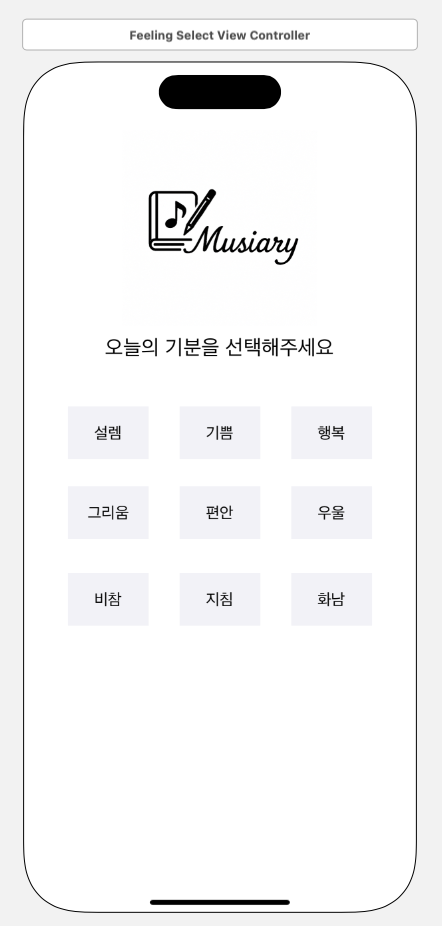 Feeling Select View Controller
Musiary
오늘의 기분을 선택해주세요
설렘 기쁨 행복
그리움 편안 우울
비참 지침 화남